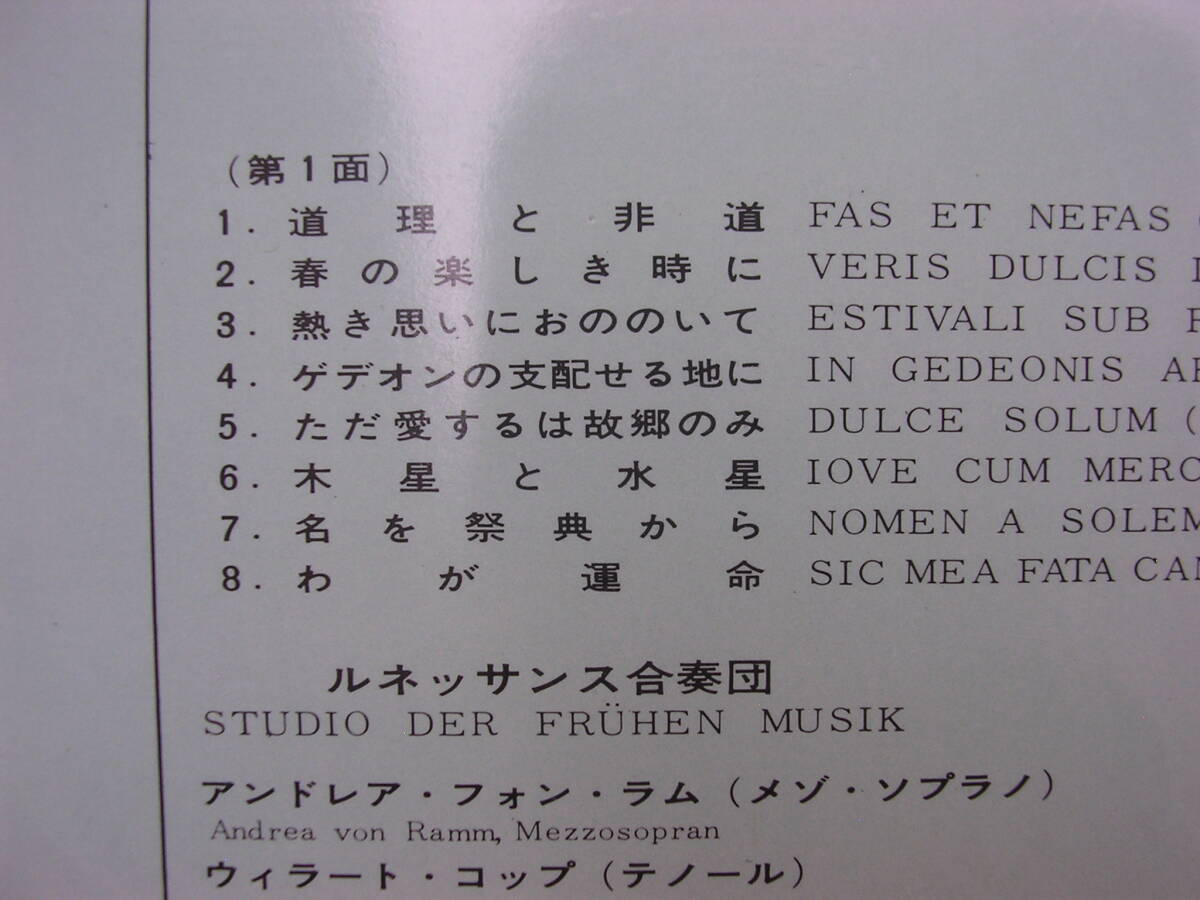 (第1面)
1. 道理と非道 FAS ET NEFAS
2. 春の楽しき時に VERIS DULCIS
3. 熱き思いにおののいて ESTIVALI SUB
4. ゲデオンの支配せる地に IN GEDEONIS
5. ただ愛するは故郷のみ DULCE SOLUM (
6. 木星と水星 IOVE CUM MERC
7. 名を祭典から NOMEN A SOLEM
8. わが運命 SIC MEA FATA CAN
ルネッサンス合奏団
STUDIO DER FRÜHEN MUSIK
アンドレア・フォン・ラム (メゾ・ソプラノ)
Andrea von Ramm, Mezzosopran
ウィラート・コップ (テノール)